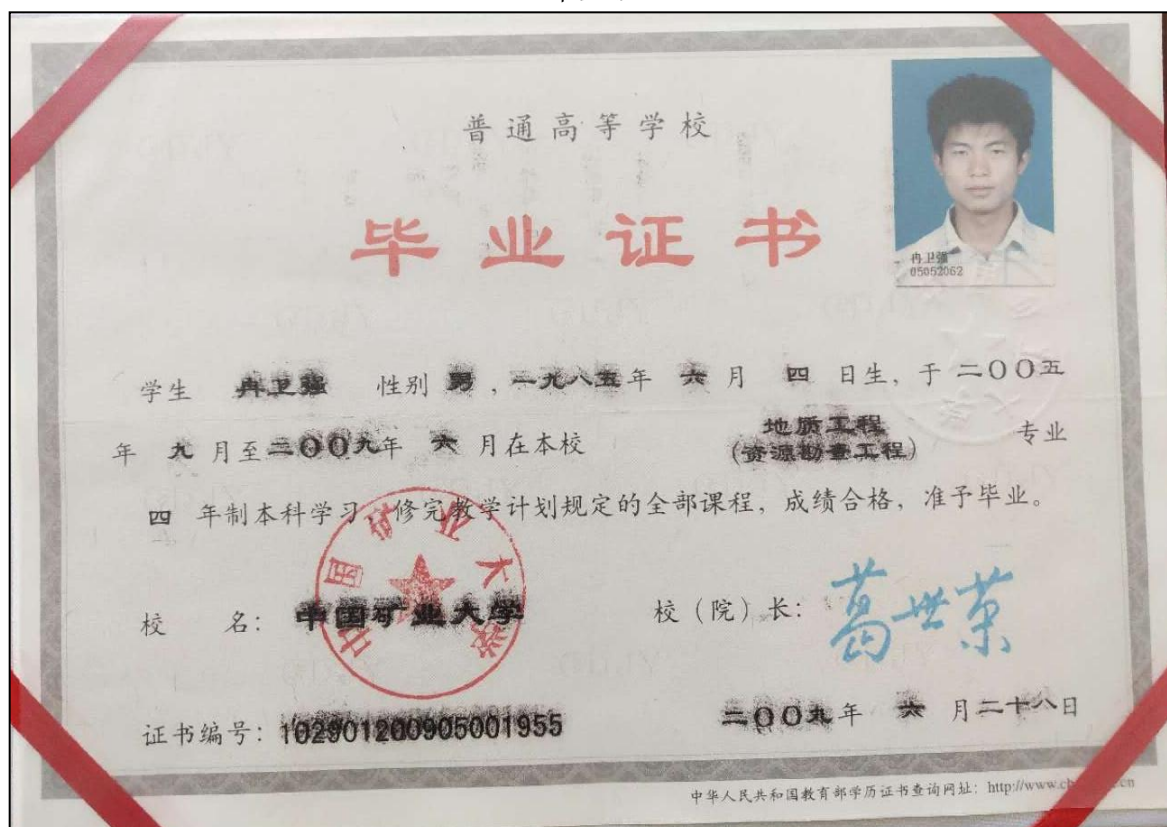 普通高等学校
毕业证书
冉卫强
05052062
学生 冉卫强 性别 男，一九八五年 六 月 四 日生，于二〇〇五
年 九 月至二〇〇九年 六 月在本校 地质工程 专业
(资源勘查工程)
四 年制本科学习，修完教学计划规定的全部课程，成绩合格，准予毕业。
校 名：中国矿业大学 校（院）长：葛世荣
中国矿业大学
证书编号：102901200905001955 二〇〇九年 六 月二十八日
中华人民共和国教育部学历证书查询网址：http://www.ch